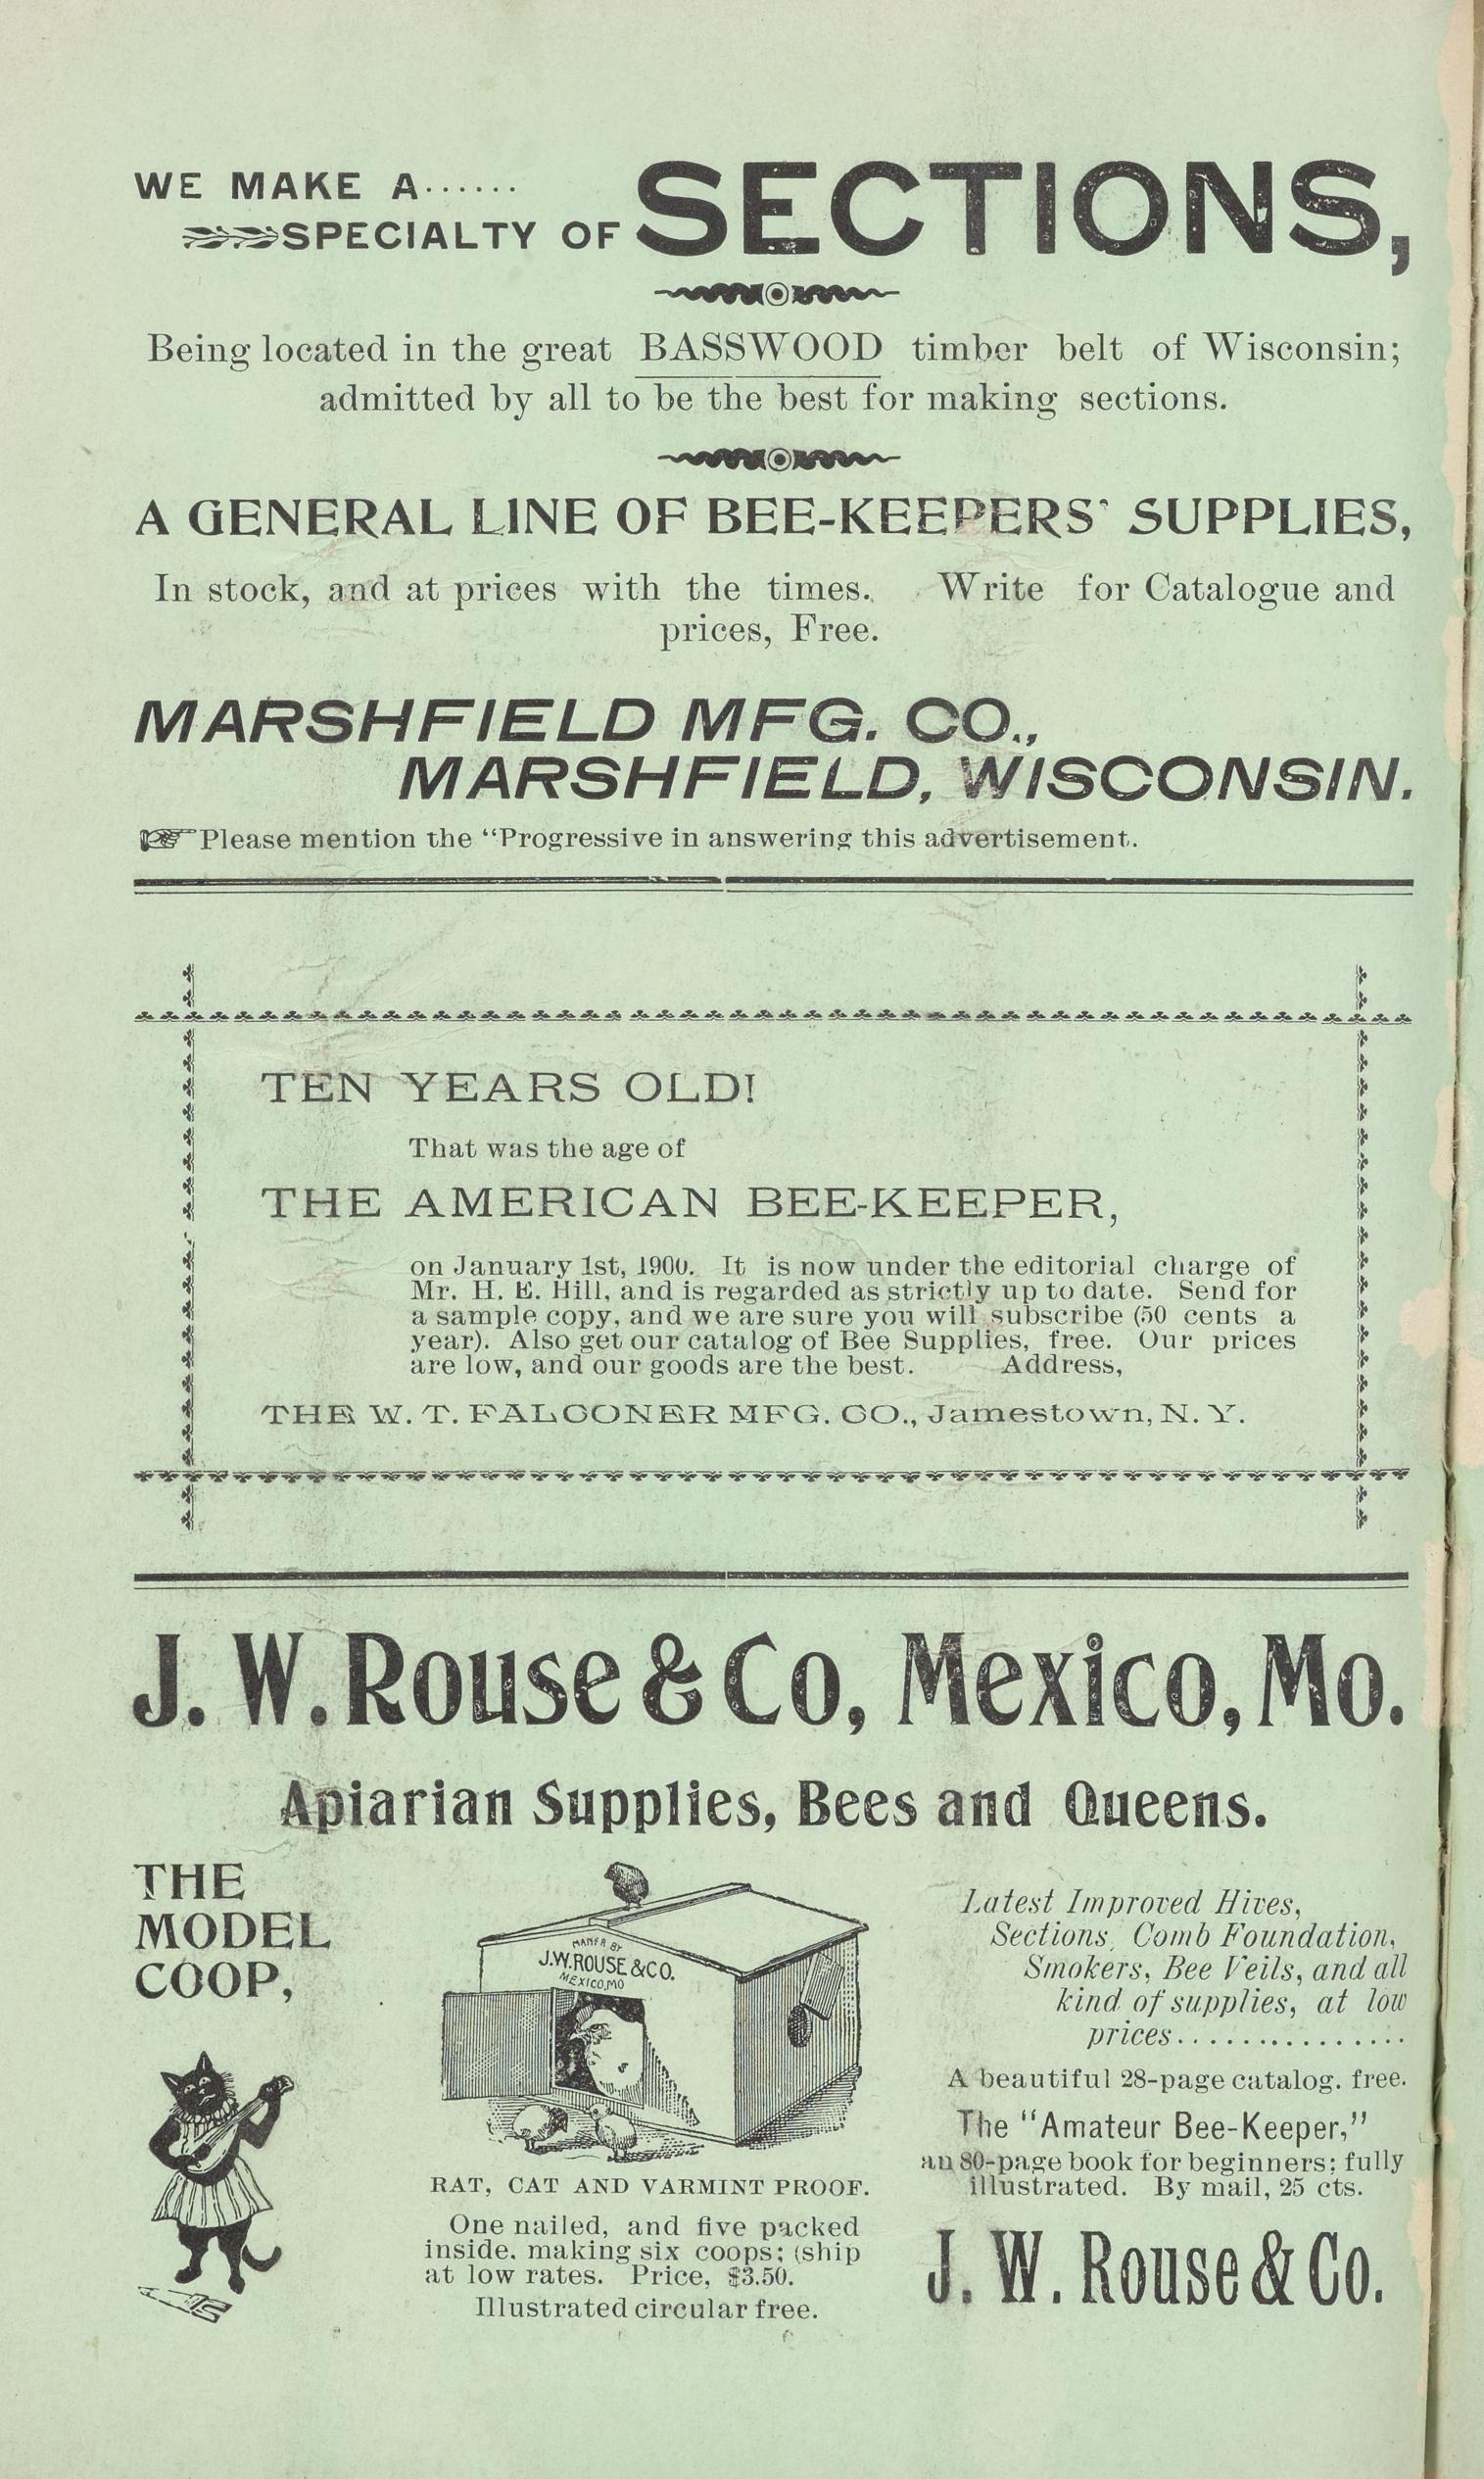 WE MAKE A......
SPECIALTY OF SECTIONS,
Being located in the great BASSWOOD timber belt of Wisconsin;
admitted by all to be the best for making sections.
A GENERAL LINE OF BEE-KEEPERS' SUPPLIES,
In stock, and at prices with the times. Write for Catalogue and
prices, Free.
MARSHFIELD MFG. CO.,
MARSHFIELD, WISCONSIN.
☞ Please mention the "Progressive in answering this advertisement.
TEN YEARS OLD!
That was the age of
THE AMERICAN BEE-KEEPER,
on January 1st, 1900. It is now under the editorial charge of
Mr. H. E. Hill, and is regarded as strictly up to date. Send for
a sample copy, and we are sure you will subscribe (50 cents a
year). Also get our catalog of Bee Supplies, free. Our prices
are low, and our goods are the best. Address,
THE W. T. FALCONER MFG. CO., Jamestown, N. Y.
J. W. Rouse & Co, Mexico, Mo.
Apiarian Supplies, Bees and Queens.
THE
MODEL
COOP,
MANFR BY
J.W.ROUSE & CO.
MEXICO, MO
RAT, CAT AND VARMINT PROOF.
One nailed, and five packed
inside. making six coops; (ship
at low rates. Price, $3.50.
Illustrated circular free.
Latest Improved Hives,
Sections, Comb Foundation,
Smokers, Bee Veils, and all
kind of supplies, at low
prices...............
A beautiful 28-page catalog. free.
The "Amateur Bee-Keeper,"
an 80-page book for beginners; fully
illustrated. By mail, 25 cts.
J. W. Rouse & Co.